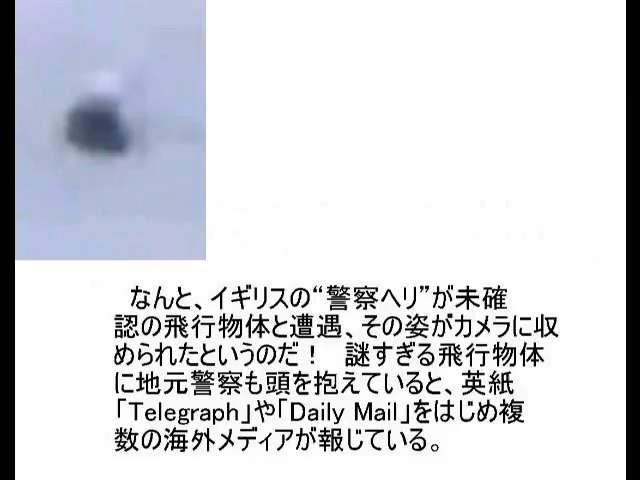 なんと、イギリスの“警察ヘリ”が未確
認の飛行物体と遭遇、その姿がカメラに収
められたというのだ！　謎すぎる飛行物体
に地元警察も頭を抱えていると、英紙
「Telegraph」や「Daily Mail」をはじめ複
数の海外メディアが報じている。